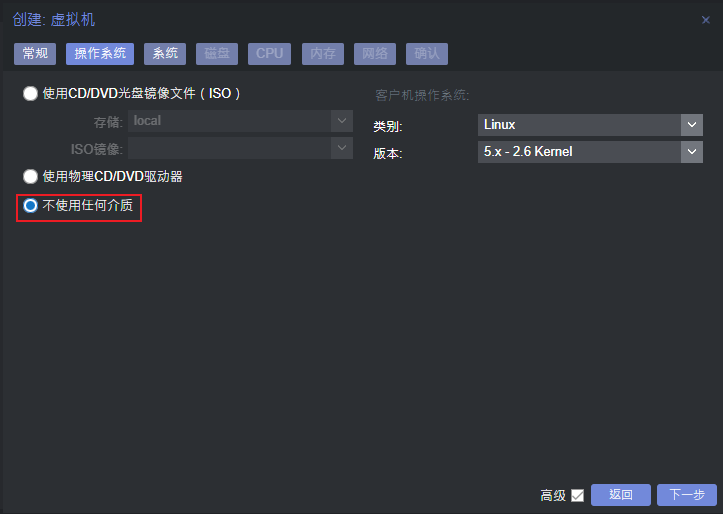 创建: 虚拟机
常规 操作系统 系统 磁盘 CPU 内存 网络 确认
使用CD/DVD光盘镜像文件（ISO）
存储: local
ISO镜像:
使用物理CD/DVD驱动器
不使用任何介质
客户机操作系统:
类别: Linux
版本: 5.x - 2.6 Kernel
高级 返回 下一步